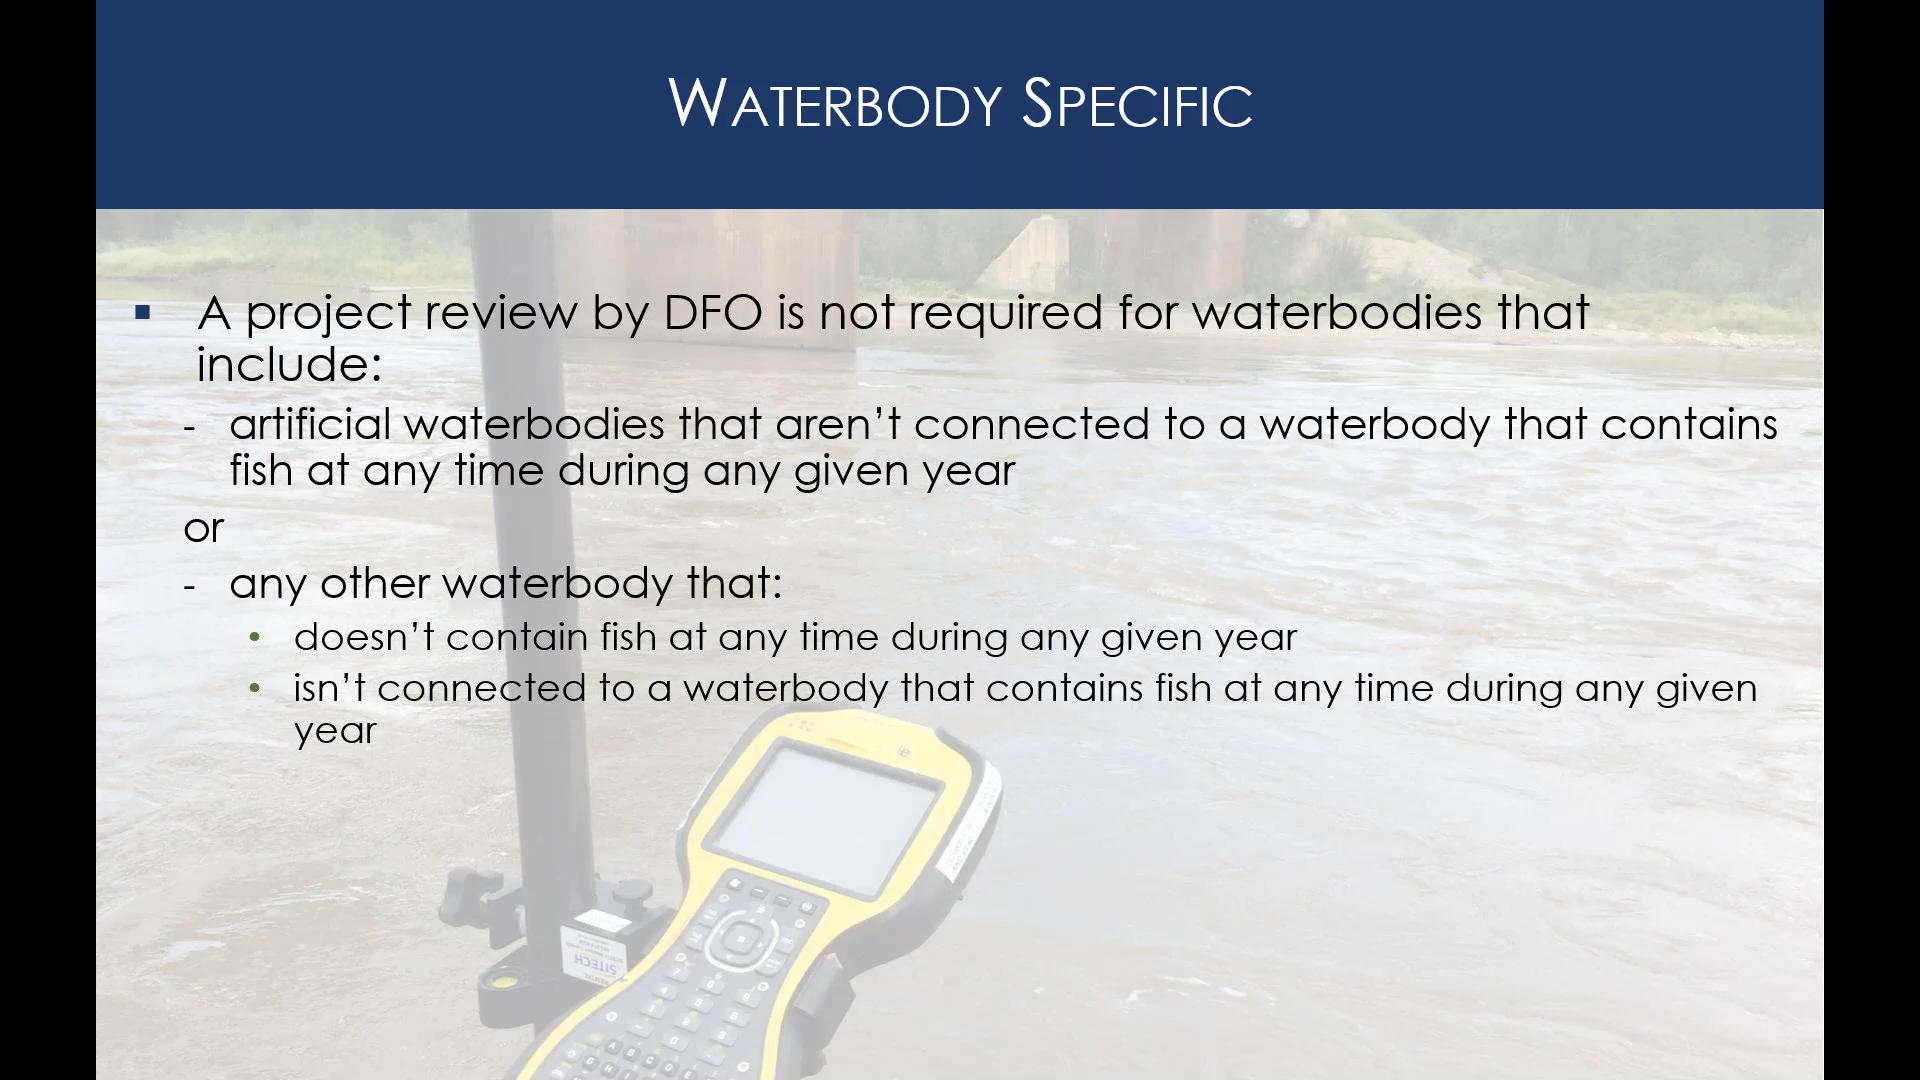 WATERBODY SPECIFIC
▪ A project review by DFO is not required for waterbodies that
include:
- artificial waterbodies that aren’t connected to a waterbody that contains
fish at any time during any given year
or
- any other waterbody that:
• doesn’t contain fish at any time during any given year
• isn’t connected to a waterbody that contains fish at any time during any given
year
SITECH